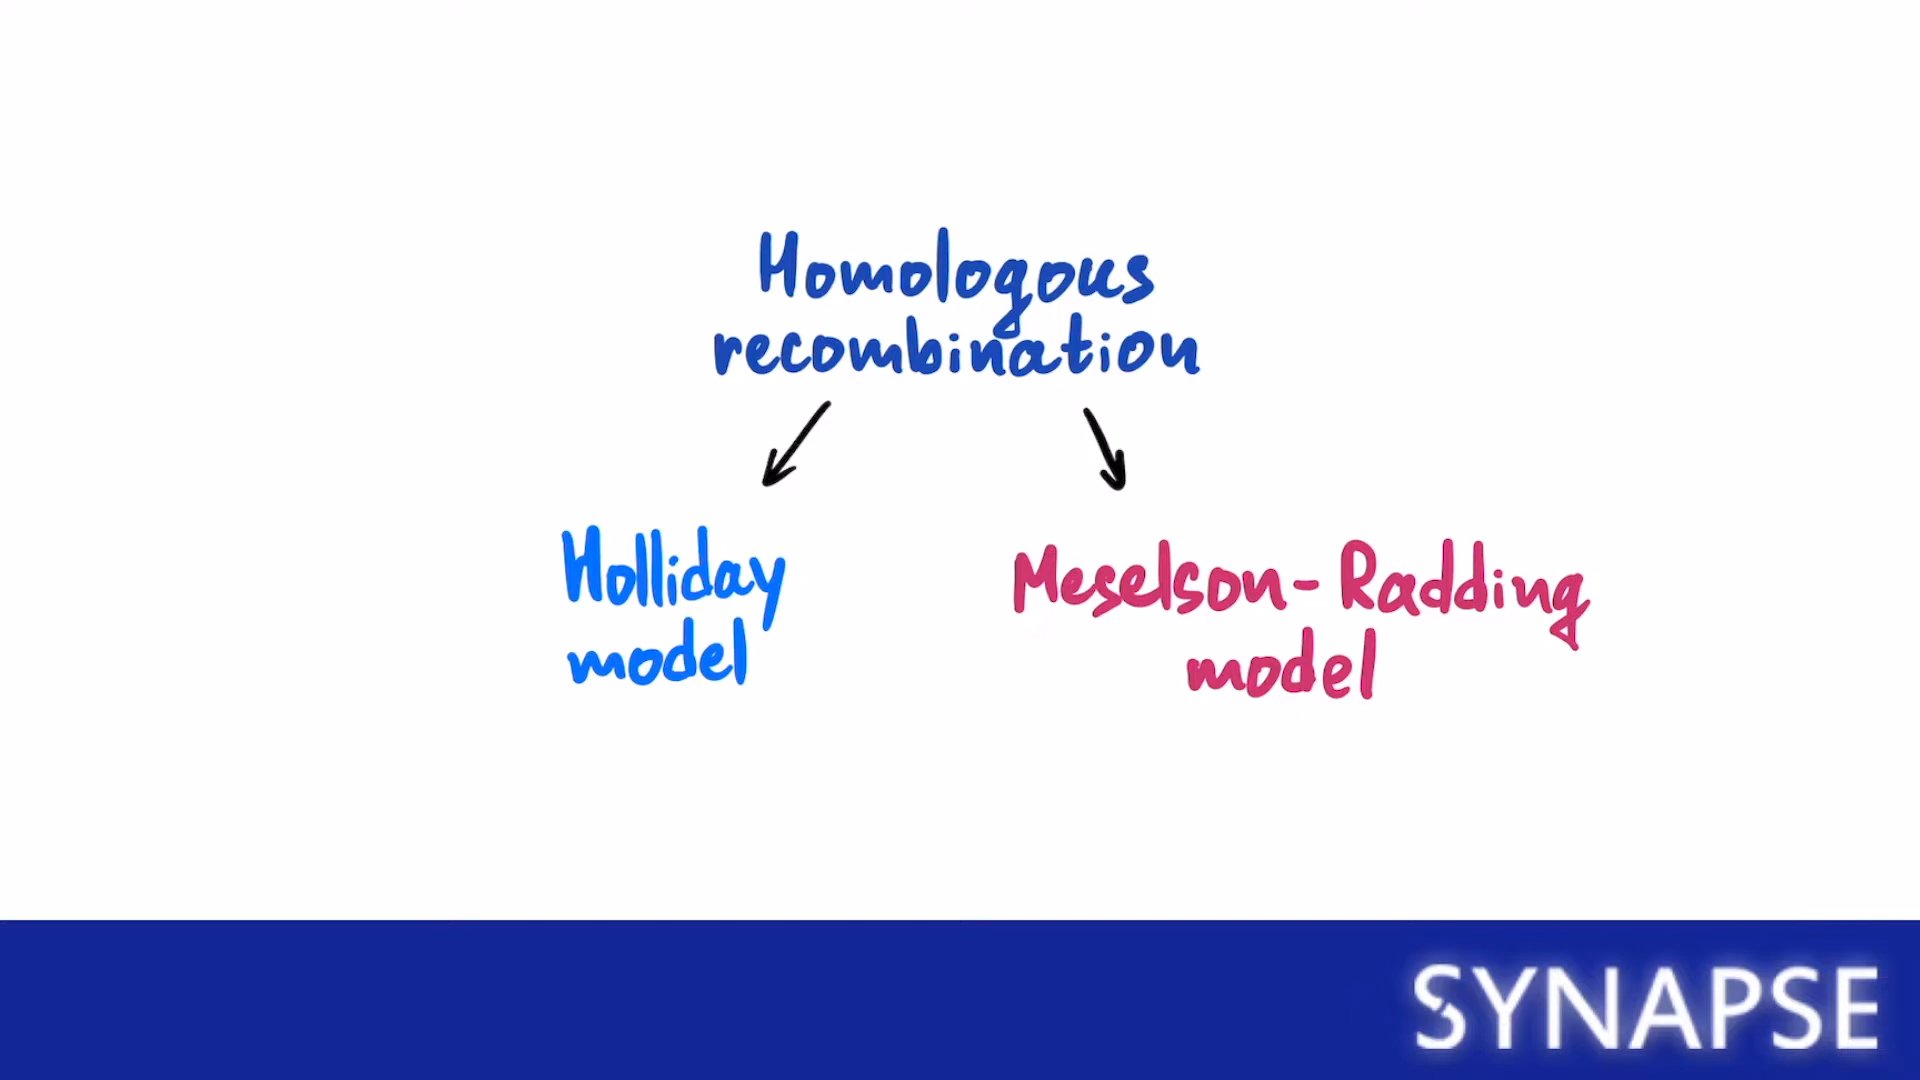 Homologous
recombination
Holliday
model
Meselson-Radding
model
SYNAPSE